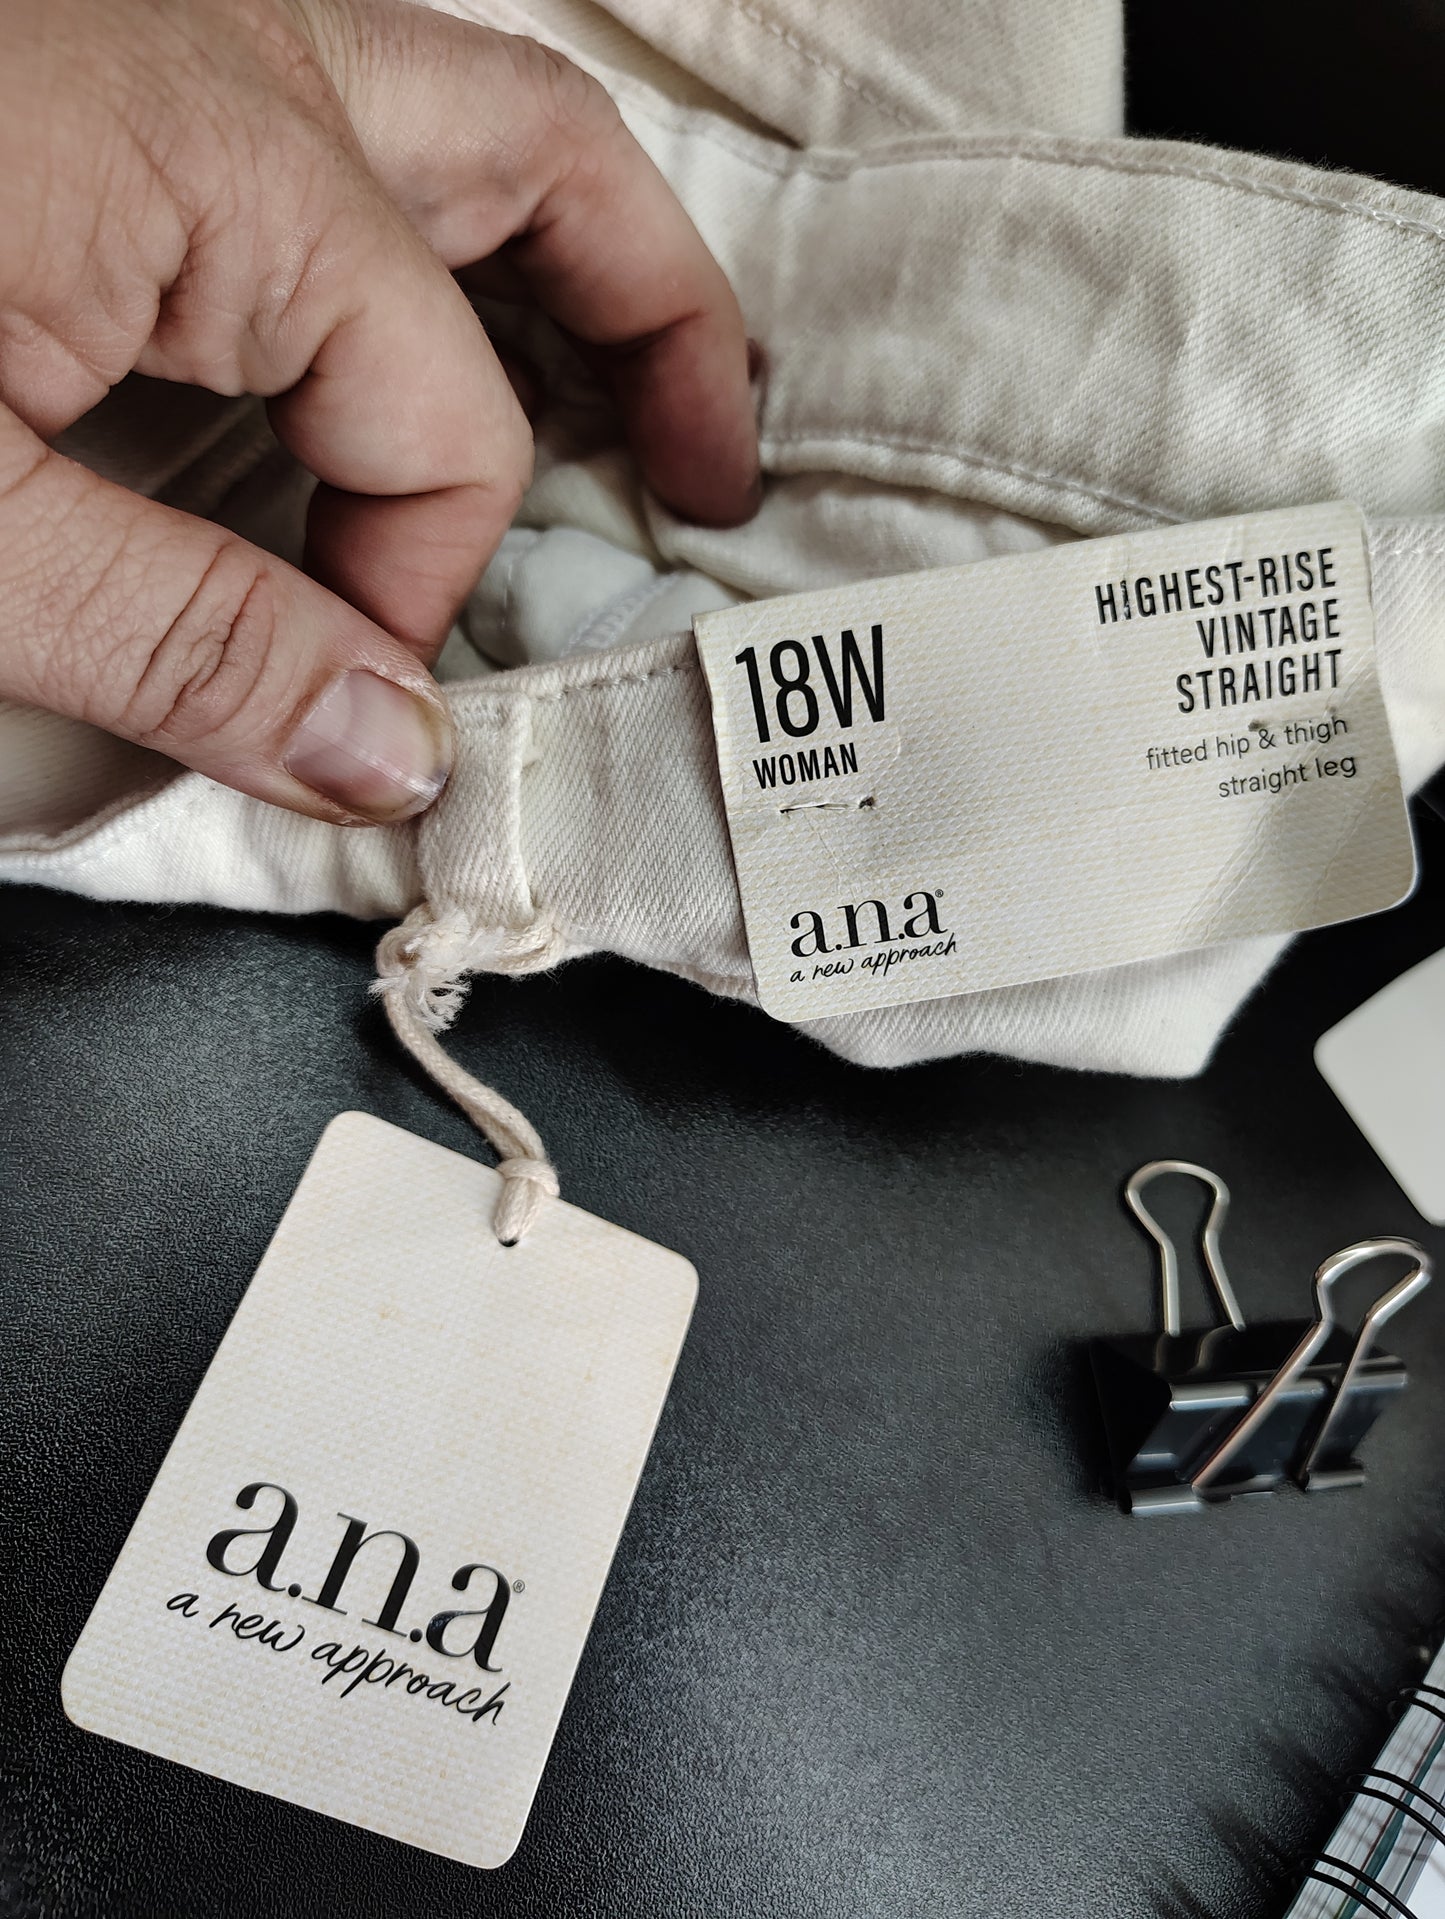 18W
WOMAN
HIGHEST-RISE
VINTAGE
STRAIGHT
fitted hip & thigh
straight leg
a.n.a®
a new approach
a.n.a®
a new approach